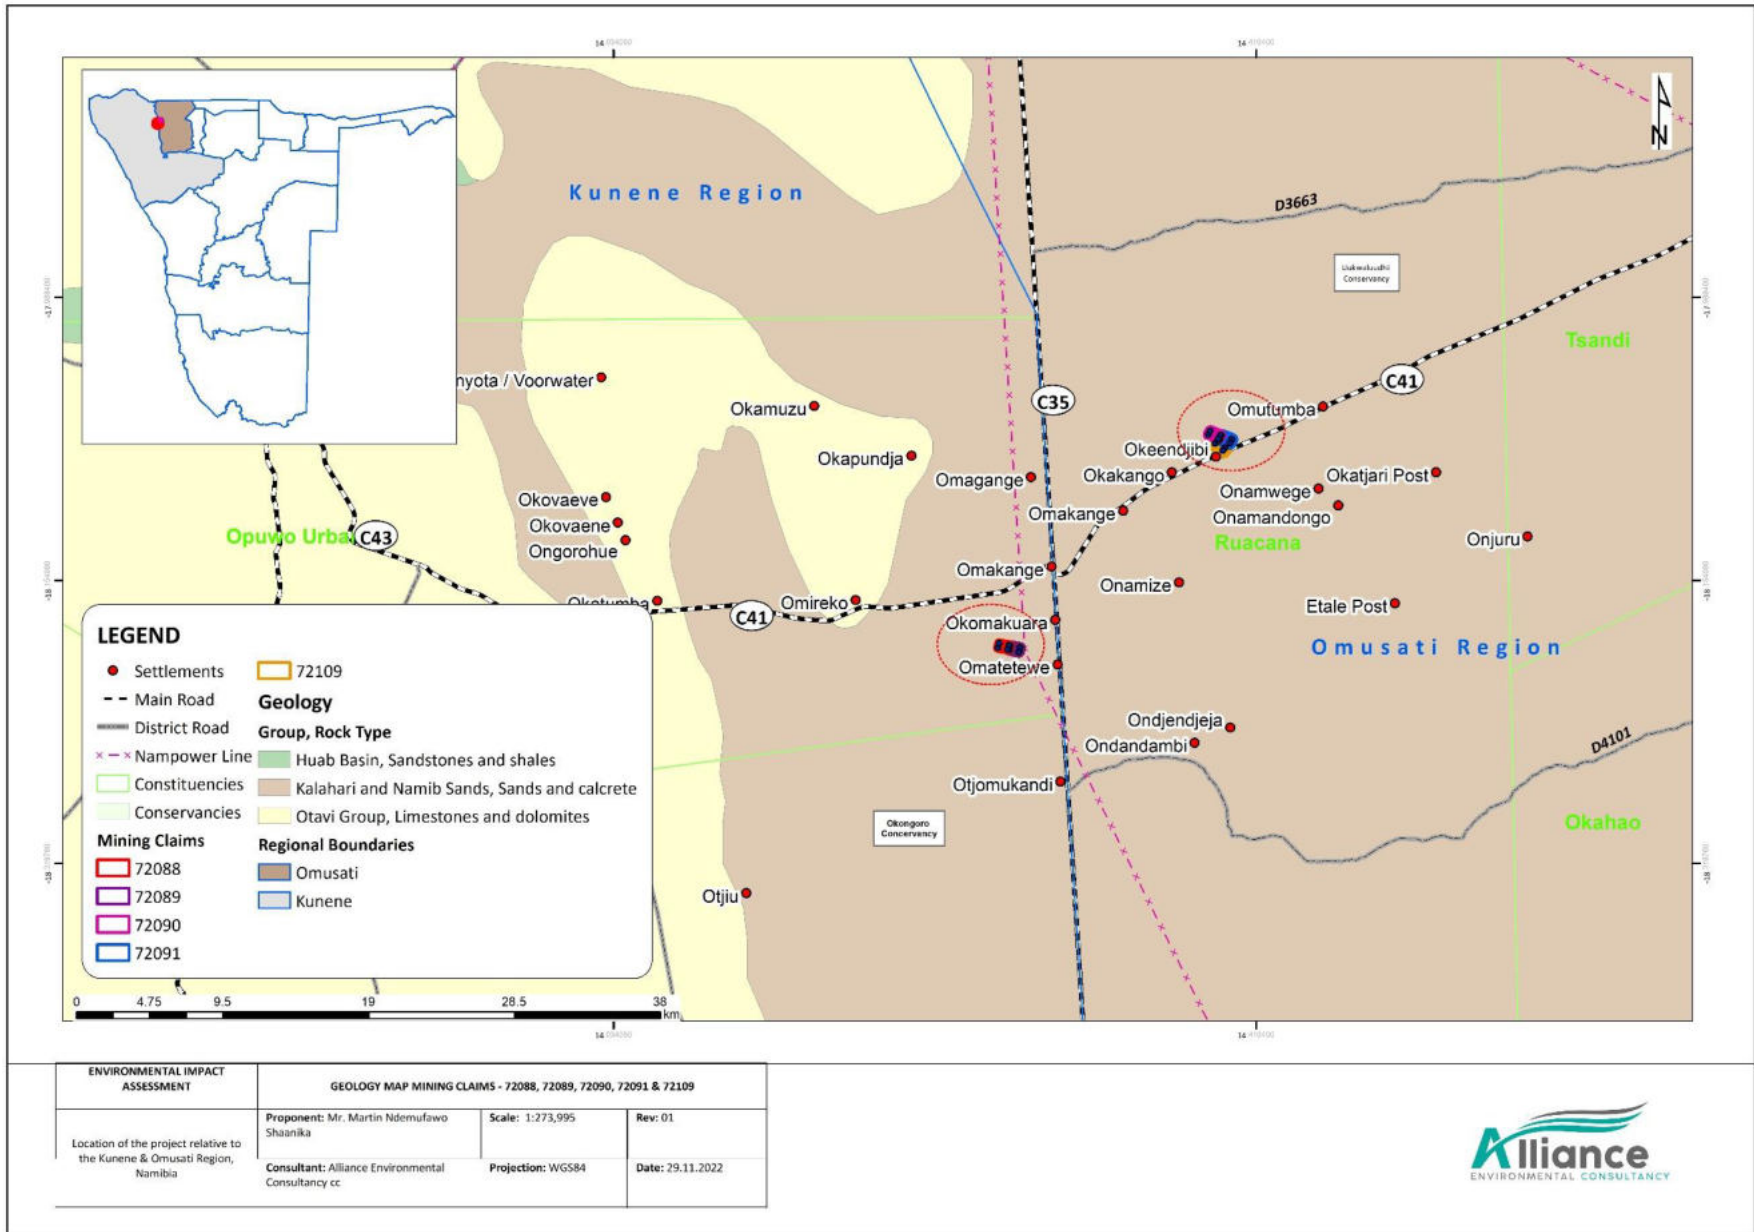 Kunene Region
D3663
Uukwaluudhi
Conservancy
Tsandi
nyota / Voorwater
C41
C35
Okamuzu
Omutumba
Okeendjibi
Okapundja
Okakango
Okatjari Post
Omagange
Onamwege
Okovaeve
Onamandongo
Omakange
Okovaene
Opuwo Urba
C43
Ruacana
Onjuru
Ongorohue
Omakange
Onamize
Omireko
Etale Post
C41
Okomakuara
Omusati Region
Omatetewe
Ondjendjeja
Ondandambi
D4101
Otjomukandi
Okongoro
Concervancy
Okahao
Otjiu
N
LEGEND
Settlements
Main Road
District Road
Nampower Line
Constituencies
Conservancies
Mining Claims
72088
72089
72090
72091
72109
Geology
Group, Rock Type
Huab Basin, Sandstones and shales
Kalahari and Namib Sands, Sands and calcrete
Otavi Group, Limestones and dolomites
Regional Boundaries
Omusati
Kunene
0 4.75 9.5 19 28.5 38
km
ENVIRONMENTAL IMPACT
ASSESSMENT
GEOLOGY MAP MINING CLAIMS - 72088, 72089, 72090, 72091 & 72109
Location of the project relative to
the Kunene & Omusati Region,
Namibia
Proponent: Mr. Martin Ndemufawo
Shaanika
Scale: 1:273,995
Rev: 01
Consultant: Alliance Environmental
Consultancy cc
Projection: WGS84
Date: 29.11.2022
Alliance
ENVIRONMENTAL CONSULTANCY